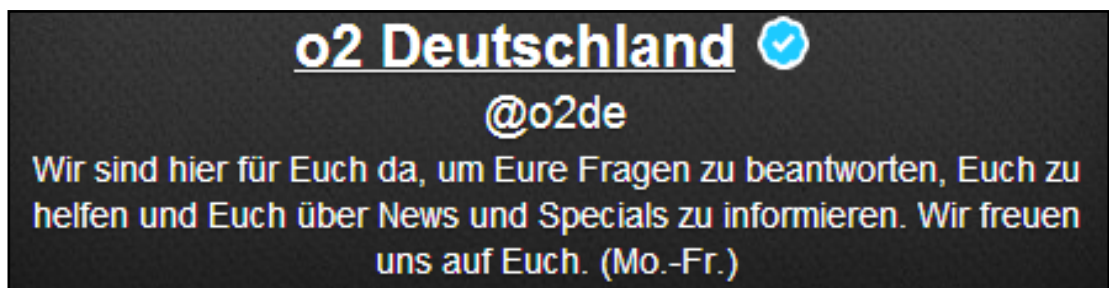 o2 Deutschland
@o2de
Wir sind hier für Euch da, um Eure Fragen zu beantworten, Euch zu
helfen und Euch über News und Specials zu informieren. Wir freuen
uns auf Euch. (Mo.-Fr.)